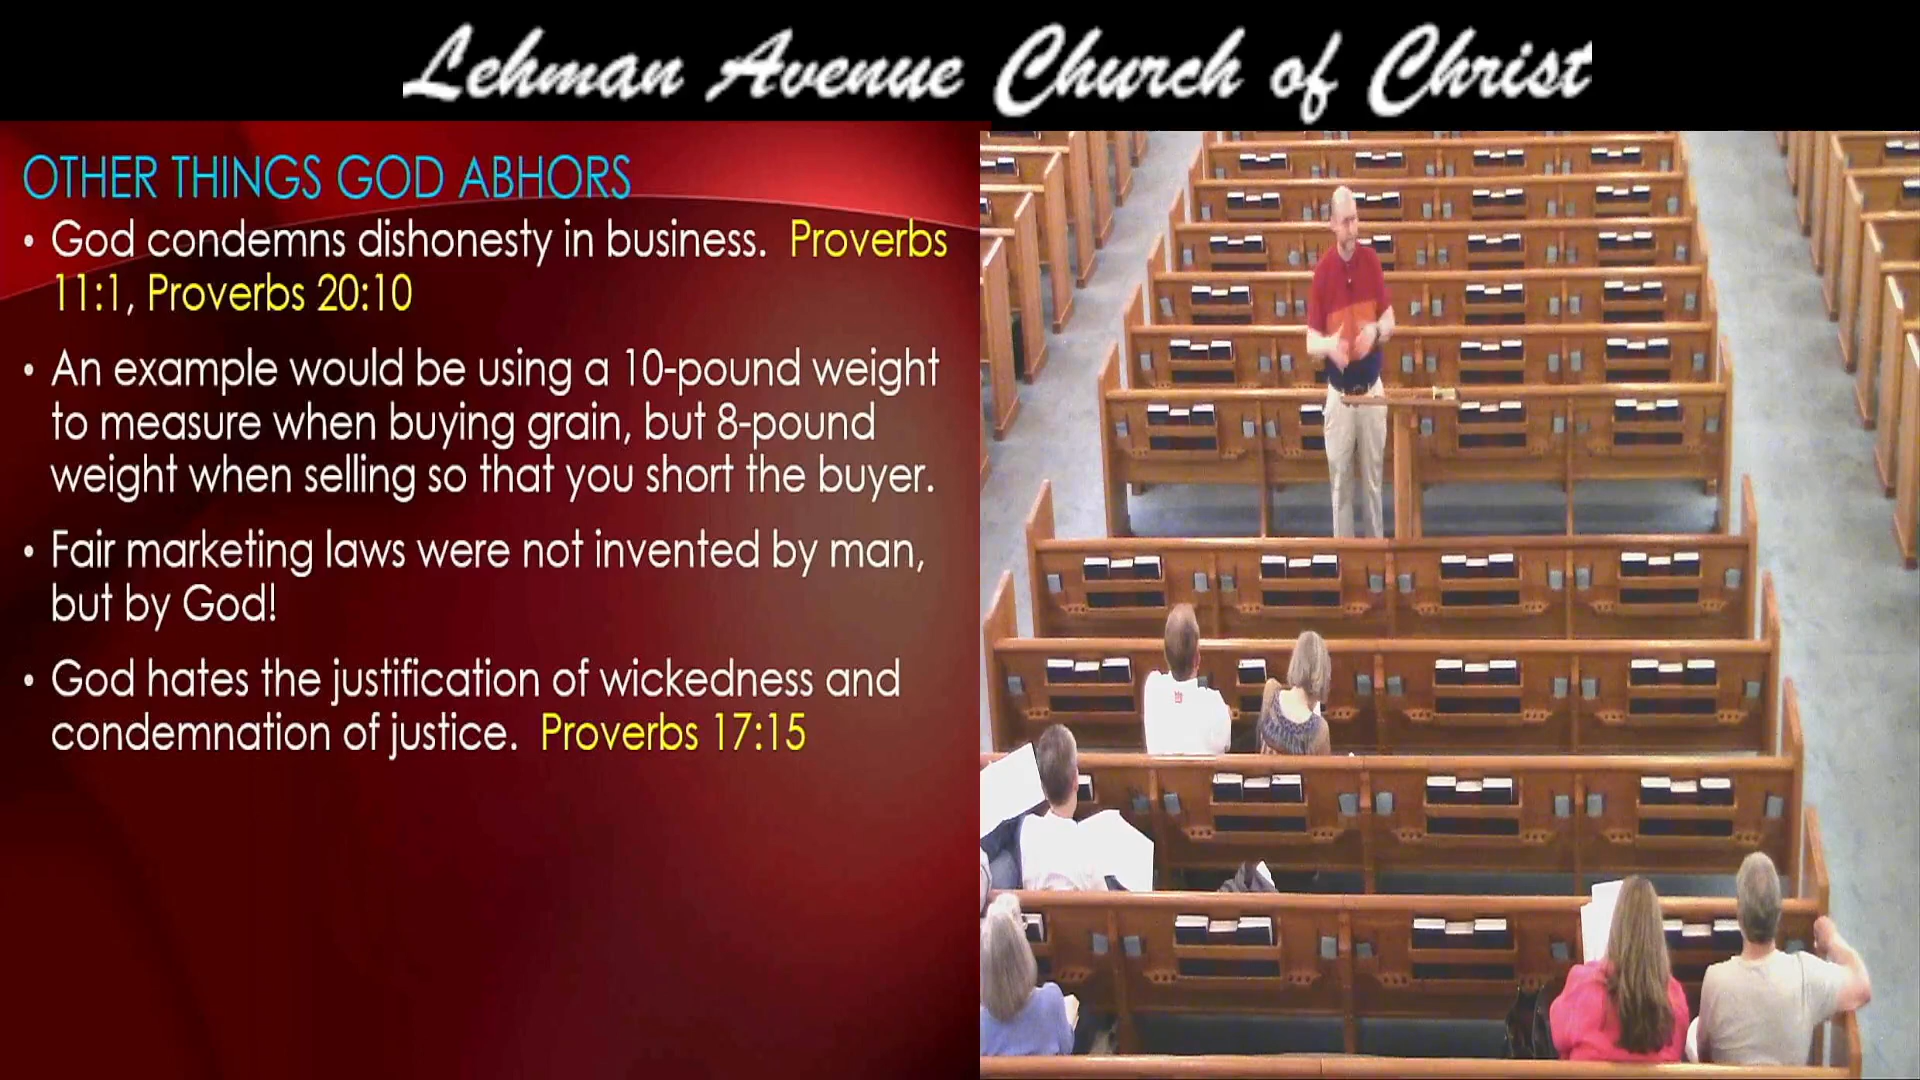 Lehman Avenue Church of Christ
OTHER THINGS GOD ABHORS
• God condemns dishonesty in business.  Proverbs
11:1, Proverbs 20:10
• An example would be using a 10-pound weight
to measure when buying grain, but 8-pound
weight when selling so that you short the buyer.
• Fair marketing laws were not invented by man,
but by God!
• God hates the justification of wickedness and
condemnation of justice.  Proverbs 17:15